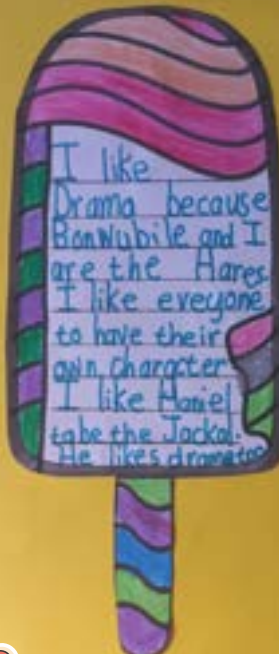 I like
Drama because
Bonwubile and I
are the Hares.
I like eveyone
to have their
own character
I like Haniel
to be the Jackal.
He likes drama too